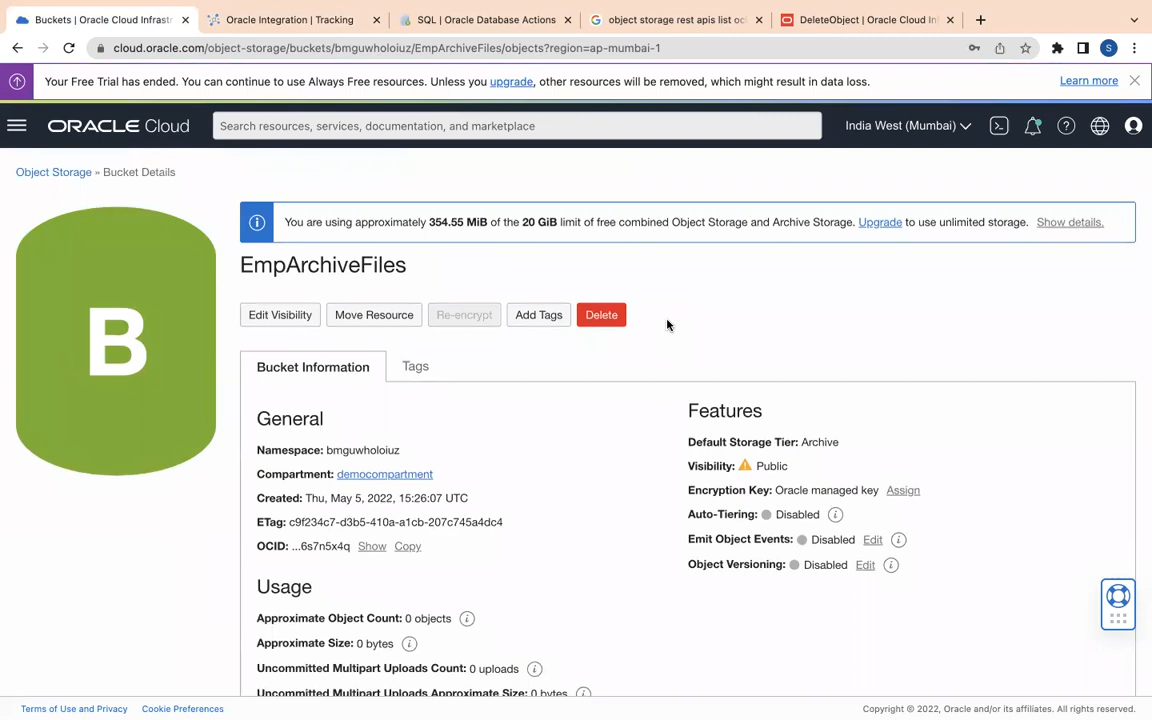 Buckets | Oracle Cloud Infrast
Oracle Integration | Tracking
SQL | Oracle Database Actions
object storage rest apis list oci
DeleteObject | Oracle Cloud In
cloud.oracle.com/object-storage/buckets/bmguwholoiuz/EmpArchiveFiles/objects?region=ap-mumbai-1
S
Your Free Trial has ended. You can continue to use Always Free resources. Unless you upgrade, other resources will be removed, which might result in data loss.
Learn more
ORACLE Cloud
Search resources, services, documentation, and marketplace
India West (Mumbai)
Object Storage » Bucket Details
You are using approximately 354.55 MiB of the 20 GiB limit of free combined Object Storage and Archive Storage. Upgrade to use unlimited storage. Show details.
B
EmpArchiveFiles
Edit Visibility
Move Resource
Re-encrypt
Add Tags
Delete
Bucket Information
Tags
General
Namespace: bmguwholoiuz
Compartment: democompartment
Created: Thu, May 5, 2022, 15:26:07 UTC
ETag: c9f234c7-d3b5-410a-a1cb-207c745a4dc4
OCID: ...6s7n5x4q Show Copy
Usage
Approximate Object Count: 0 objects
Approximate Size: 0 bytes
Uncommitted Multipart Uploads Count: 0 uploads
Uncommitted Multipart Uploads Approximate Size: 0 bytes
Features
Default Storage Tier: Archive
Visibility: Public
Encryption Key: Oracle managed key Assign
Auto-Tiering: Disabled
Emit Object Events: Disabled Edit
Object Versioning: Disabled Edit
Terms of Use and Privacy
Cookie Preferences
Copyright © 2022, Oracle and/or its affiliates. All rights reserved.